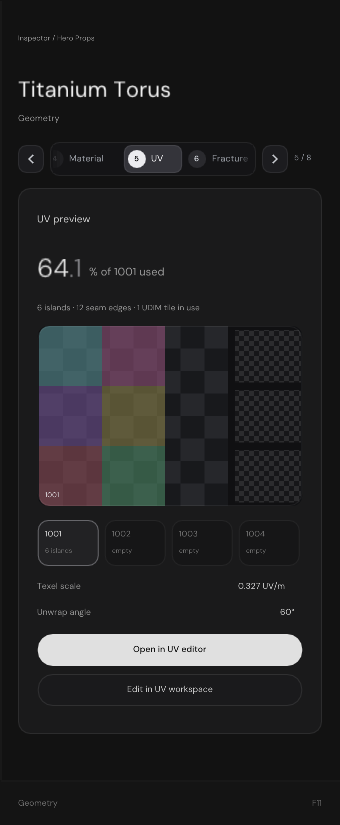 Inspector / Hero Props
Titanium Torus
Geometry
4 Material 5 UV 6 Fracture 5 / 8
UV preview
64.1 % of 1001 used
6 islands · 12 seam edges · 1 UDIM tile in use
1001
1001 1002 1003 1004
6 islands empty empty empty
Texel scale 0.327 UV/m
Unwrap angle 60°
Open in UV editor
Edit in UV workspace
Geometry F11